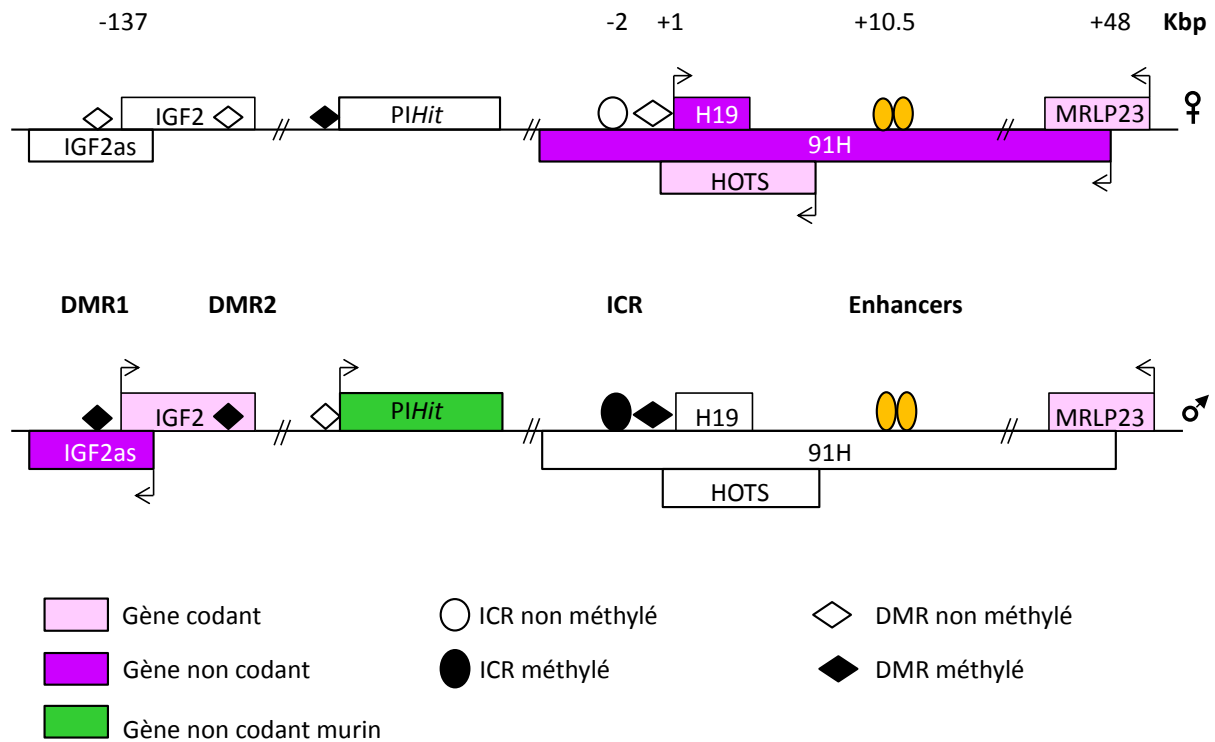 -137 -2 +1 +10.5 +48 Kbp
IGF2 PIHit H19 MRLP23 ♀
IGF2as 91H
HOTS
DMR1 DMR2 ICR Enhancers
IGF2 PIHit H19 MRLP23 ♂
IGF2as 91H
HOTS
Gène codant ICR non méthylé DMR non méthylé
Gène non codant ICR méthylé DMR méthylé
Gène non codant murin